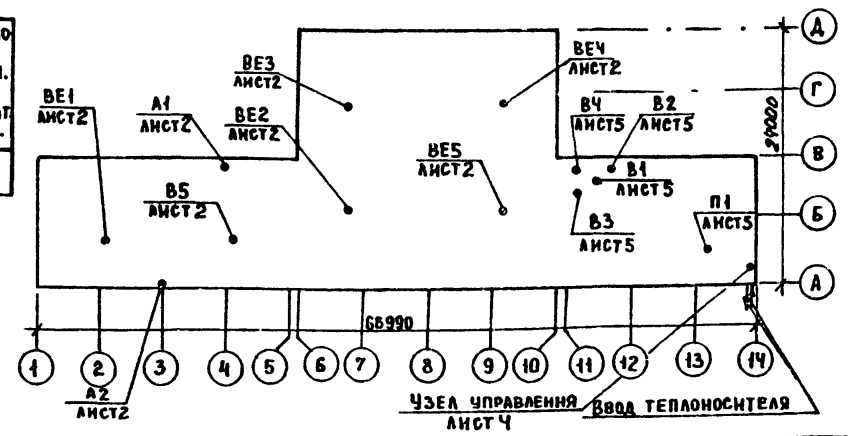 Д
ВЕ3
ЛИСТ2
ВЕ4
ЛИСТ2
Г
ВЕ1
ЛИСТ2
А1
ЛИСТ2
ВЕ2
ЛИСТ2
В4
ЛИСТ5
В2
ЛИСТ5
24000
В
ВЕ5
ЛИСТ2
В1
ЛИСТ5
В5
ЛИСТ2
В3
ЛИСТ5
П1
ЛИСТ5
Б
А
68990
1
2
3
4
5
6
7
8
9
10
11
12
13
14
А2
ЛИСТ2
УЗЕЛ УПРАВЛЕНИЯ
ЛИСТ 4
ВВОД ТЕПЛОНОСИТЕЛЯ